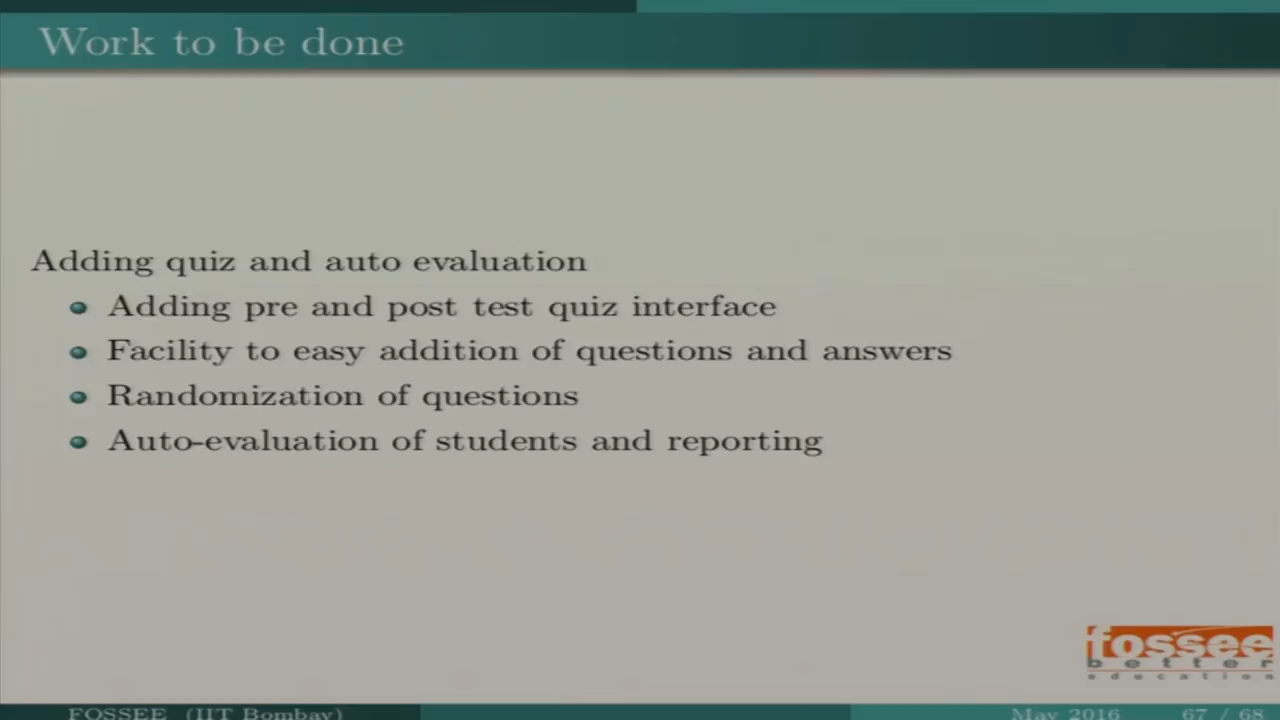 Work to be done
Adding quiz and auto evaluation
Adding pre and post test quiz interface
Facility to easy addition of questions and answers
Randomization of questions
Auto-evaluation of students and reporting
fossee
better
education
FOSSEE (IIT Bombay)
May 2016
67 / 68